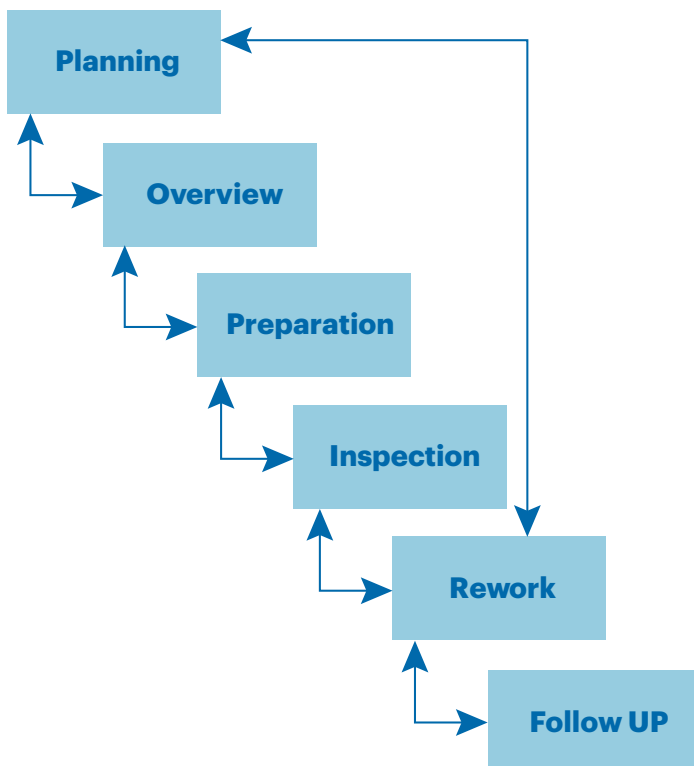 Planning
Overview
Preparation
Inspection
Rework
Follow UP